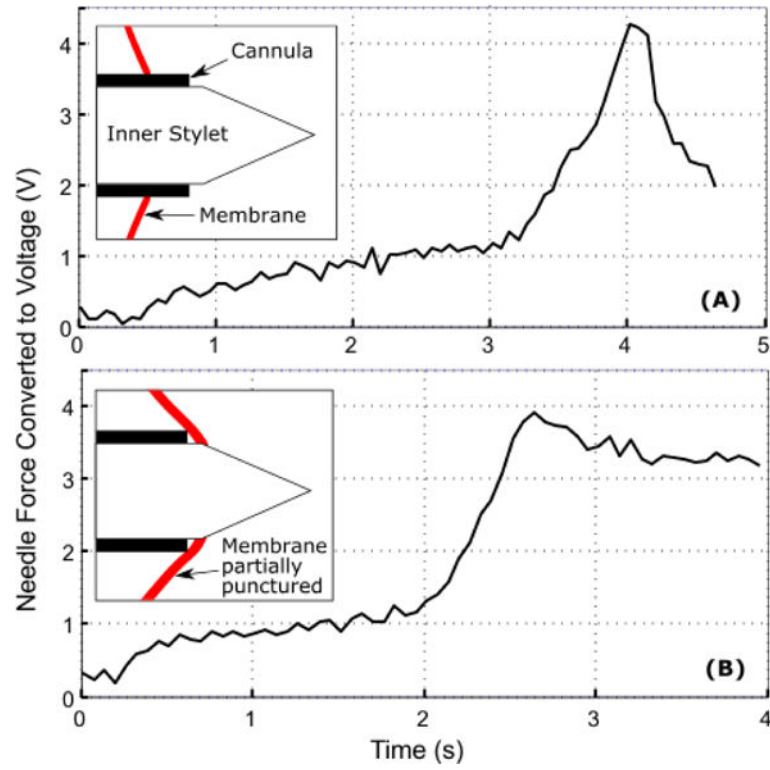 Needle Force Converted to Voltage (V)
5
4
3
2
1
0
Cannula
Inner Stylet
Membrane
(A)
0 1 2 3 4 5
4
3
2
1
0
Membrane
partially
punctured
(B)
0 1 2 3 4
Time (s)